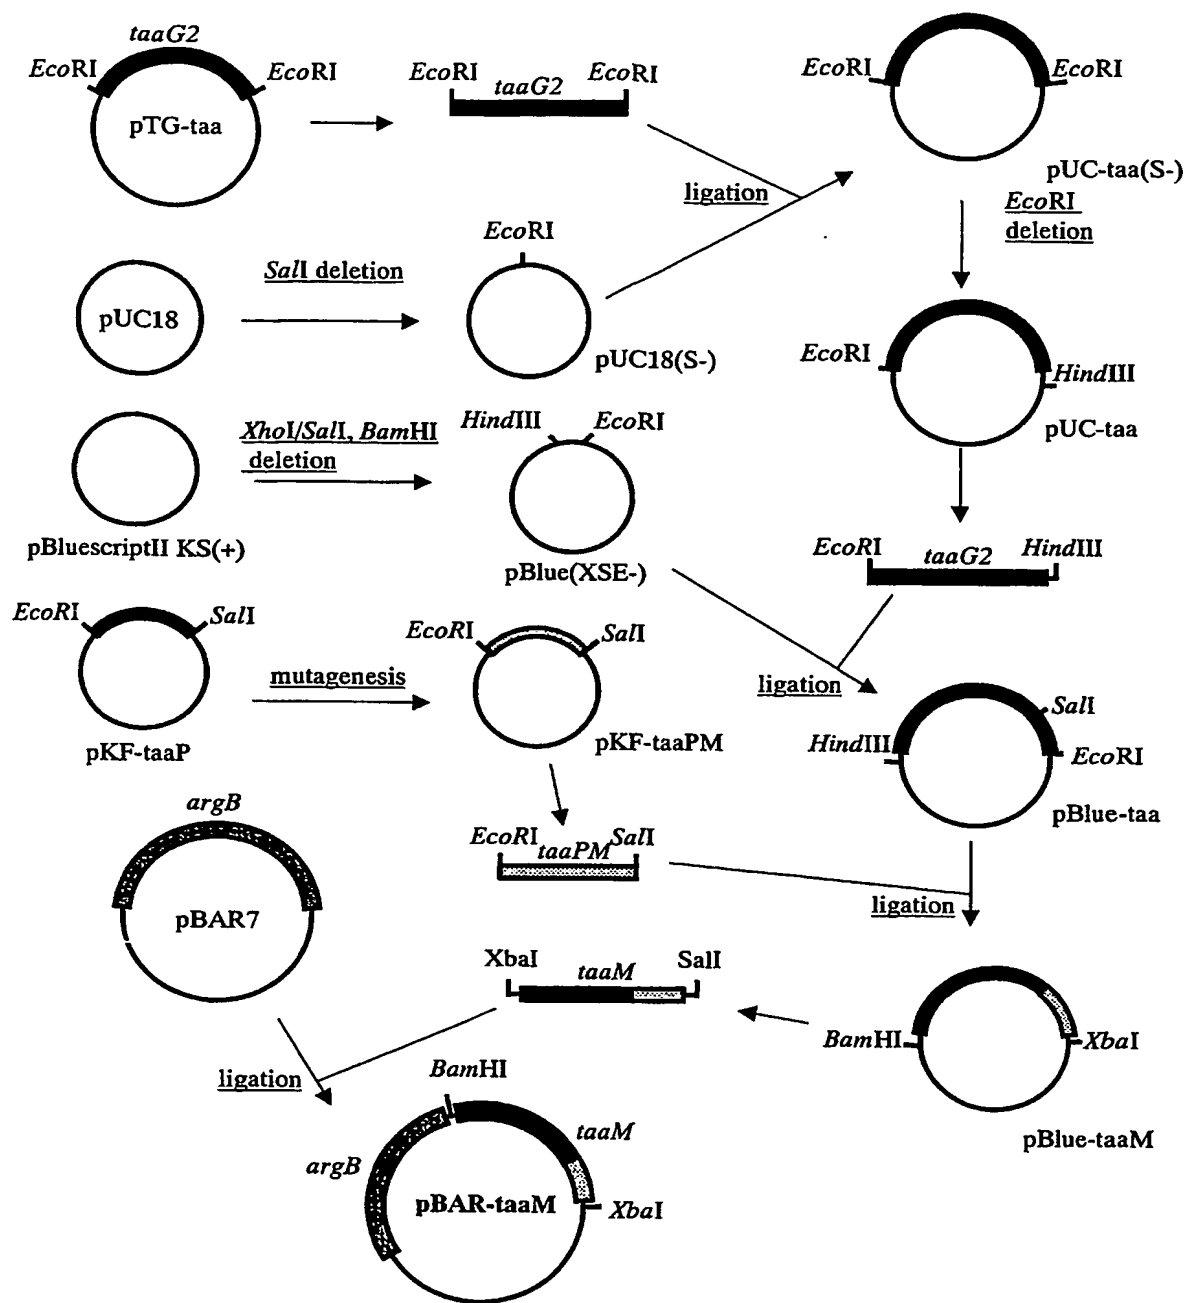 taaG2
EcoRI
EcoRI
pTG-taa
EcoRI
EcoRI
taaG2
EcoRI
EcoRI
pUC-taa(S-)
ligation
EcoRI
deletion
pUC18
SalI deletion
EcoRI
pUC18(S-)
EcoRI
HindIII
pUC-taa
XhoI/SalI, BamHI
deletion
pBluescriptII KS(+)
HindIII
EcoRI
pBlue(XSE-)
EcoRI
taaG2
HindIII
EcoRI
SalI
pKF-taaP
mutagenesis
EcoRI
SalI
pKF-taaPM
ligation
SalI
HindIII
EcoRI
pBlue-taa
argB
pBAR7
EcoRI
taaPM
SalI
ligation
XbaI
taaM
SalI
BamHI
XbaI
pBlue-taaM
ligation
BamHI
argB
taaM
pBAR-taaM
XbaI